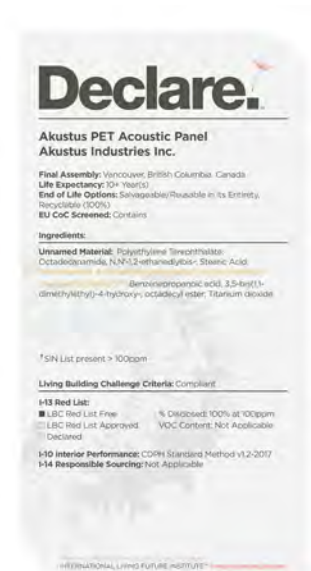 Declare.
Akustus PET Acoustic Panel
Akustus Industries Inc.
Final Assembly: Vancouver, British Columbia, Canada
Life Expectancy: 10+ Year(s)
End of Life Options: Salvageable/Reusable in its Entirety,
Recyclable (100%)
EU CoC Screened: Contains
Ingredients:
Unnamed Material: Polyethylene Terephthalate;
Octadecanamide, N,N'-1,2-ethanediylbis-; Stearic Acid;
Benzenepropanoic acid, 3,5-bis(1,1-
dimethylethyl)-4-hydroxy-, octadecyl ester; Titanium dioxide
†SIN List present > 100ppm
Living Building Challenge Criteria: Compliant
I-13 Red List:
LBC Red List Free % Disclosed: 100% at 100ppm
LBC Red List Approved VOC Content: Not Applicable
Declared
I-10 Interior Performance: CDPH Standard Method v1.2-2017
I-14 Responsible Sourcing: Not Applicable
INTERNATIONAL LIVING FUTURE INSTITUTE